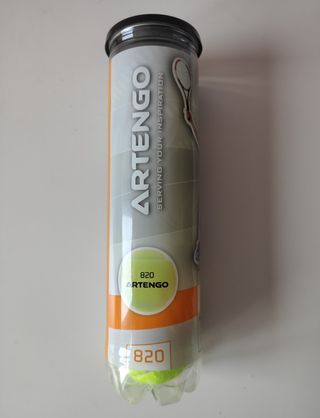 ARTENGO
SERVING YOUR INSPIRATION
820
ARTENGO
820